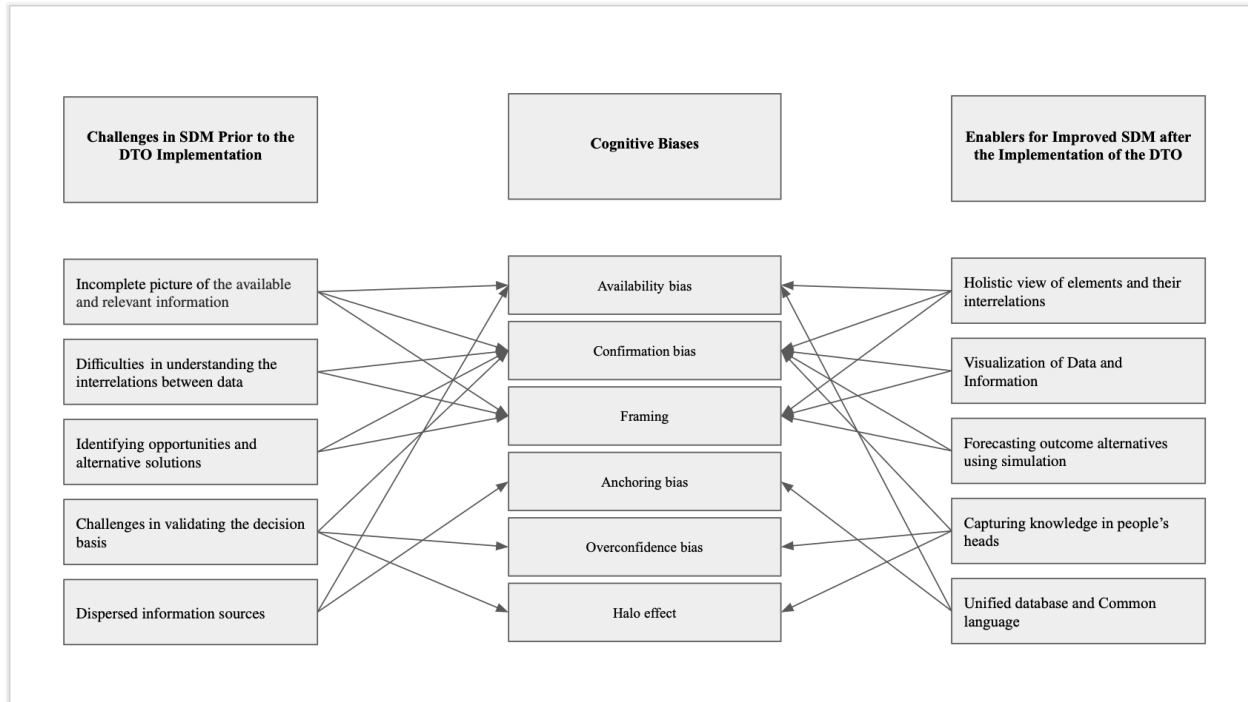 Challenges in SDM Prior to the
DTO Implementation
Cognitive Biases
Enablers for Improved SDM after
the Implementation of the DTO
Incomplete picture of the available
and relevant information
Difficulties in understanding the
interrelations between data
Identifying opportunities and
alternative solutions
Challenges in validating the decision
basis
Dispersed information sources
Availability bias
Confirmation bias
Framing
Anchoring bias
Overconfidence bias
Halo effect
Holistic view of elements and their
interrelations
Visualization of Data and
Information
Forecasting outcome alternatives
using simulation
Capturing knowledge in people's
heads
Unified database and Common
language